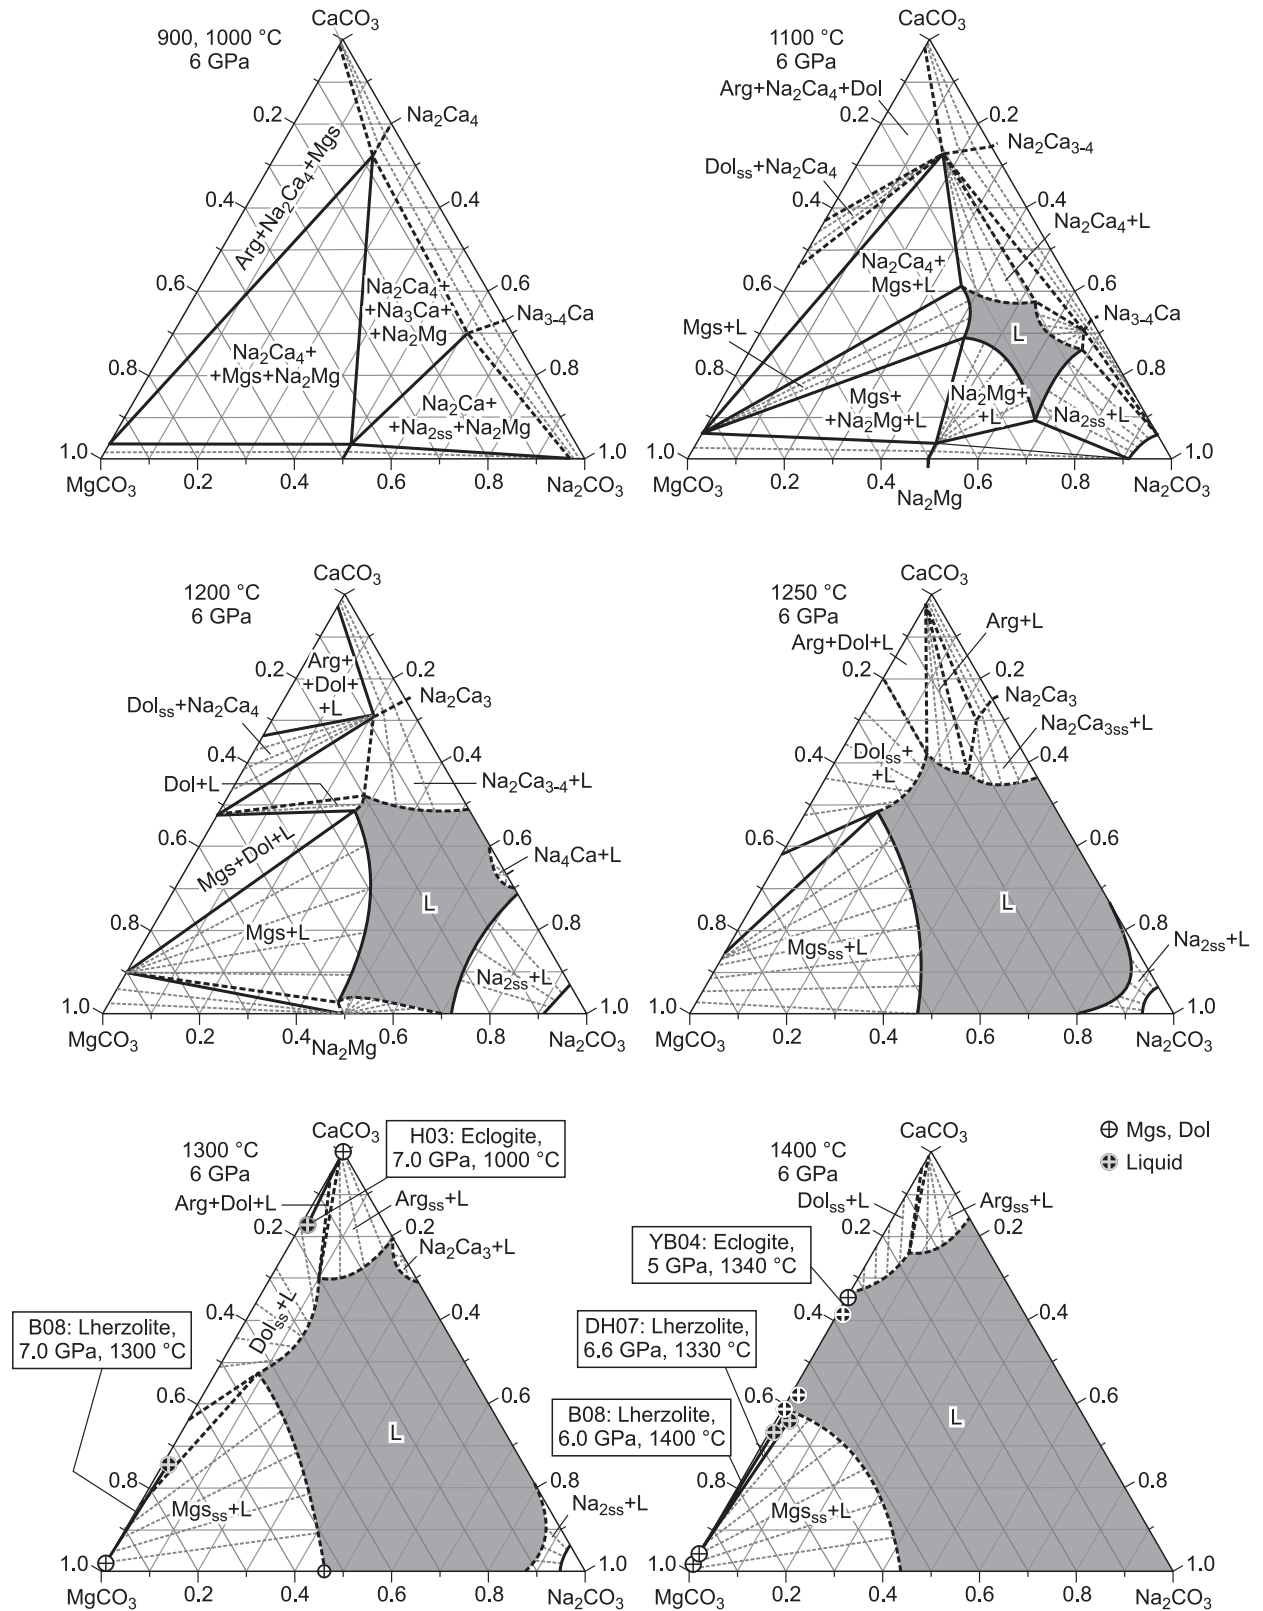 CaCO3
900, 1000 °C
6 GPa
0.2
Na2Ca4
Arg+Na2Ca4+Mgs
0.4
0.4
0.6
Na2Ca4+
+Na3Ca+
+Na2Mg
0.6
Na3-4Ca
Na2Ca4+
+Mgs+Na2Mg
0.8
0.8
Na2Ca+
+Na2ss+Na2Mg
1.0
1.0
MgCO3
0.2
0.4
0.6
0.8
Na2CO3
CaCO3
1100 °C
6 GPa
Arg+Na2Ca4+Dol
0.2
0.2
Na2Ca3-4
Dolss+Na2Ca4
0.4
0.4
Na2Ca4+L
Na2Ca4+
Mgs+L
0.6
0.6
Na3-4Ca
Mgs+L
L
0.8
0.8
Mgs+
+Na2Mg+L
Na2Mg+
+L
Na2ss+L
1.0
1.0
MgCO3
0.2
0.4
Na2Mg
0.6
0.8
Na2CO3
CaCO3
1200 °C
6 GPa
Arg+
+Dol+
+L
0.2
0.2
Na2Ca3
Dolss+Na2Ca4
0.4
0.4
Dol+L
Na2Ca3-4+L
0.6
0.6
Mgs+Dol+L
Na4Ca+L
L
0.8
0.8
Mgs+L
Na2ss+L
1.0
1.0
MgCO3
0.2
Na2Mg
0.6
0.8
Na2CO3
CaCO3
1250 °C
6 GPa
Arg+L
Arg+Dol+L
0.2
0.2
Na2Ca3
Na2Ca3ss+L
Dolss+
+L
0.4
0.4
0.6
0.6
L
0.8
0.8
Mgsss+L
Na2ss+L
1.0
1.0
MgCO3
0.2
0.4
0.6
0.8
Na2CO3
CaCO3
1300 °C
6 GPa
H03: Eclogite,
7.0 GPa, 1000 °C
Arg+Dol+L
Argss+L
0.2
0.2
Na2Ca3+L
Dolss+L
0.4
0.4
B08: Lherzolite,
7.0 GPa, 1300 °C
0.6
0.6
L
0.8
0.8
Mgsss+L
Na2ss+L
1.0
1.0
MgCO3
0.2
0.4
0.6
0.8
Na2CO3
CaCO3
1400 °C
6 GPa
Mgs, Dol
Liquid
Dolss+L
Argss+L
0.2
0.2
YB04: Eclogite,
5 GPa, 1340 °C
0.4
0.4
DH07: Lherzolite,
6.6 GPa, 1330 °C
0.6
0.6
B08: Lherzolite,
6.0 GPa, 1400 °C
L
0.8
0.8
Mgsss+L
1.0
1.0
MgCO3
0.2
0.4
0.6
0.8
Na2CO3